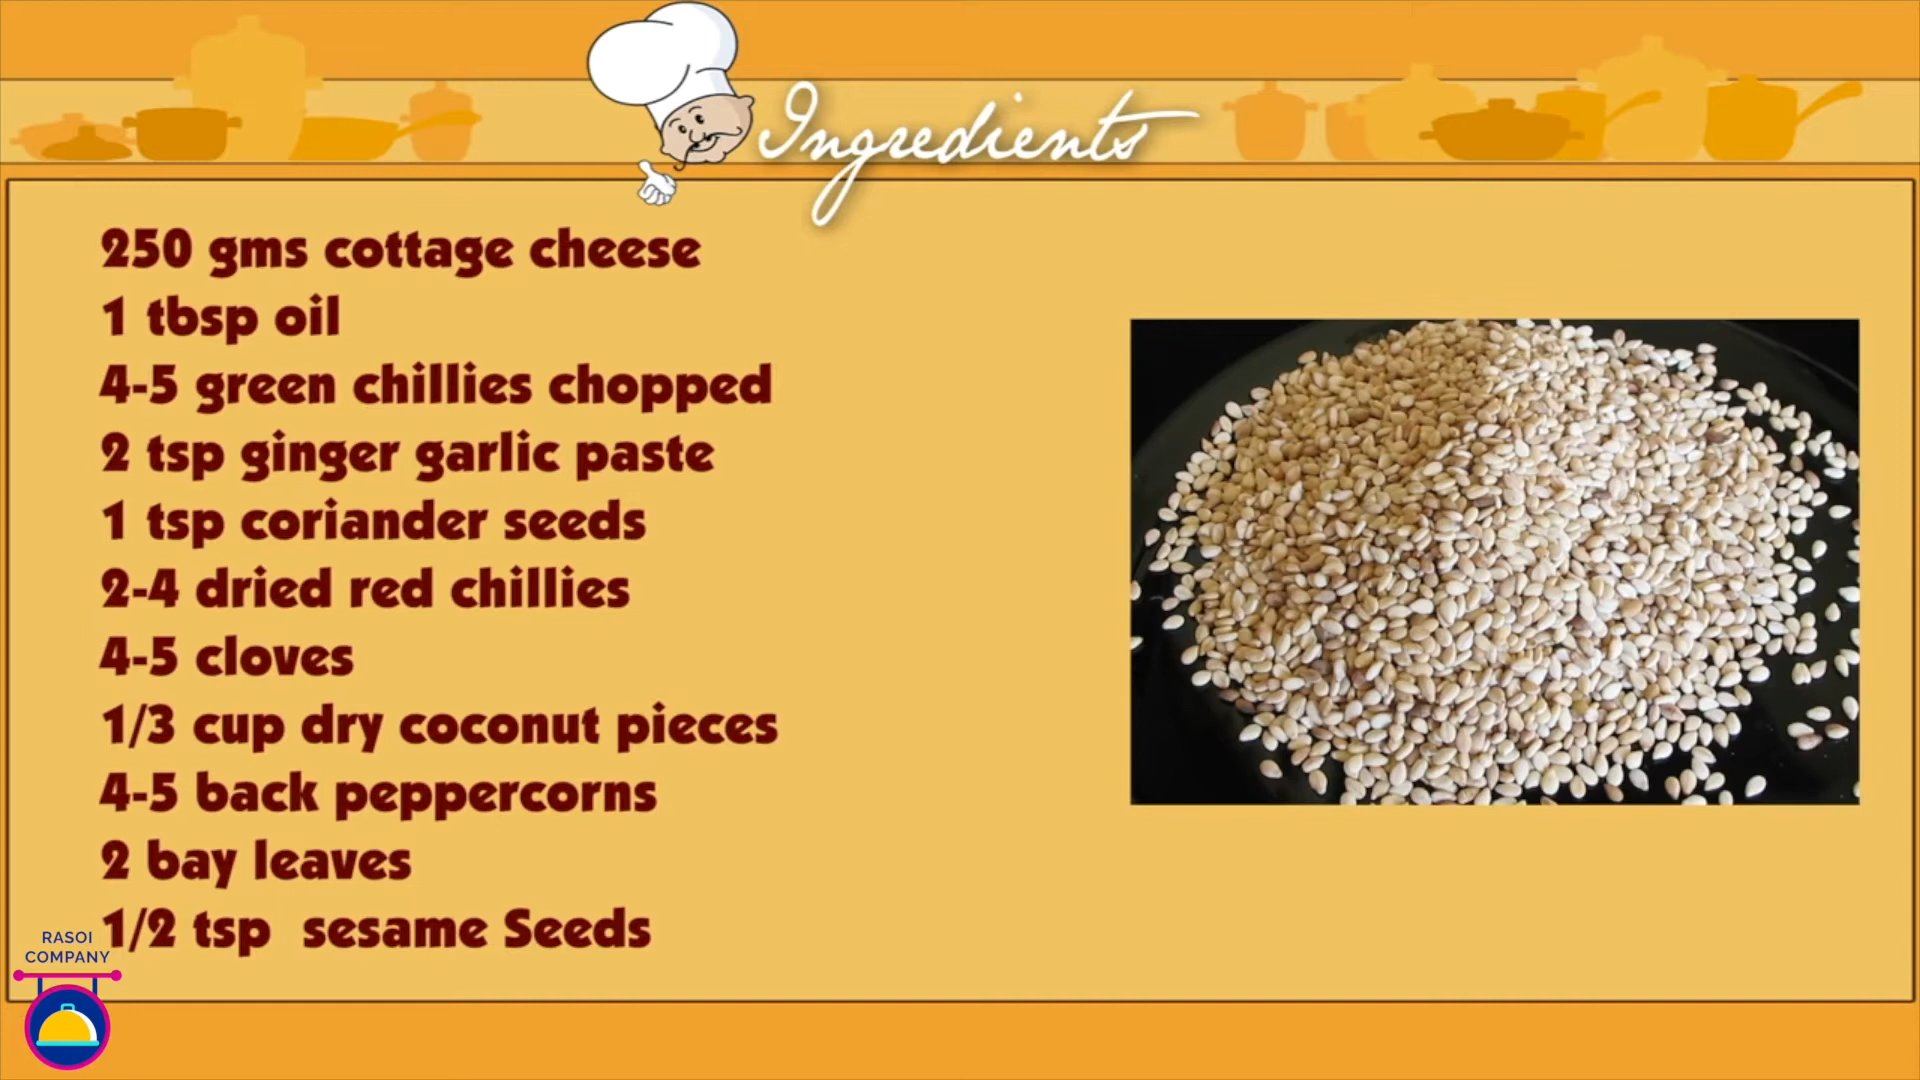 Ingredients
250 gms cottage cheese
1 tbsp oil
4-5 green chillies chopped
2 tsp ginger garlic paste
1 tsp coriander seeds
2-4 dried red chillies
4-5 cloves
1/3 cup dry coconut pieces
4-5 back peppercorns
2 bay leaves
1/2 tsp sesame Seeds
RASOI
COMPANY